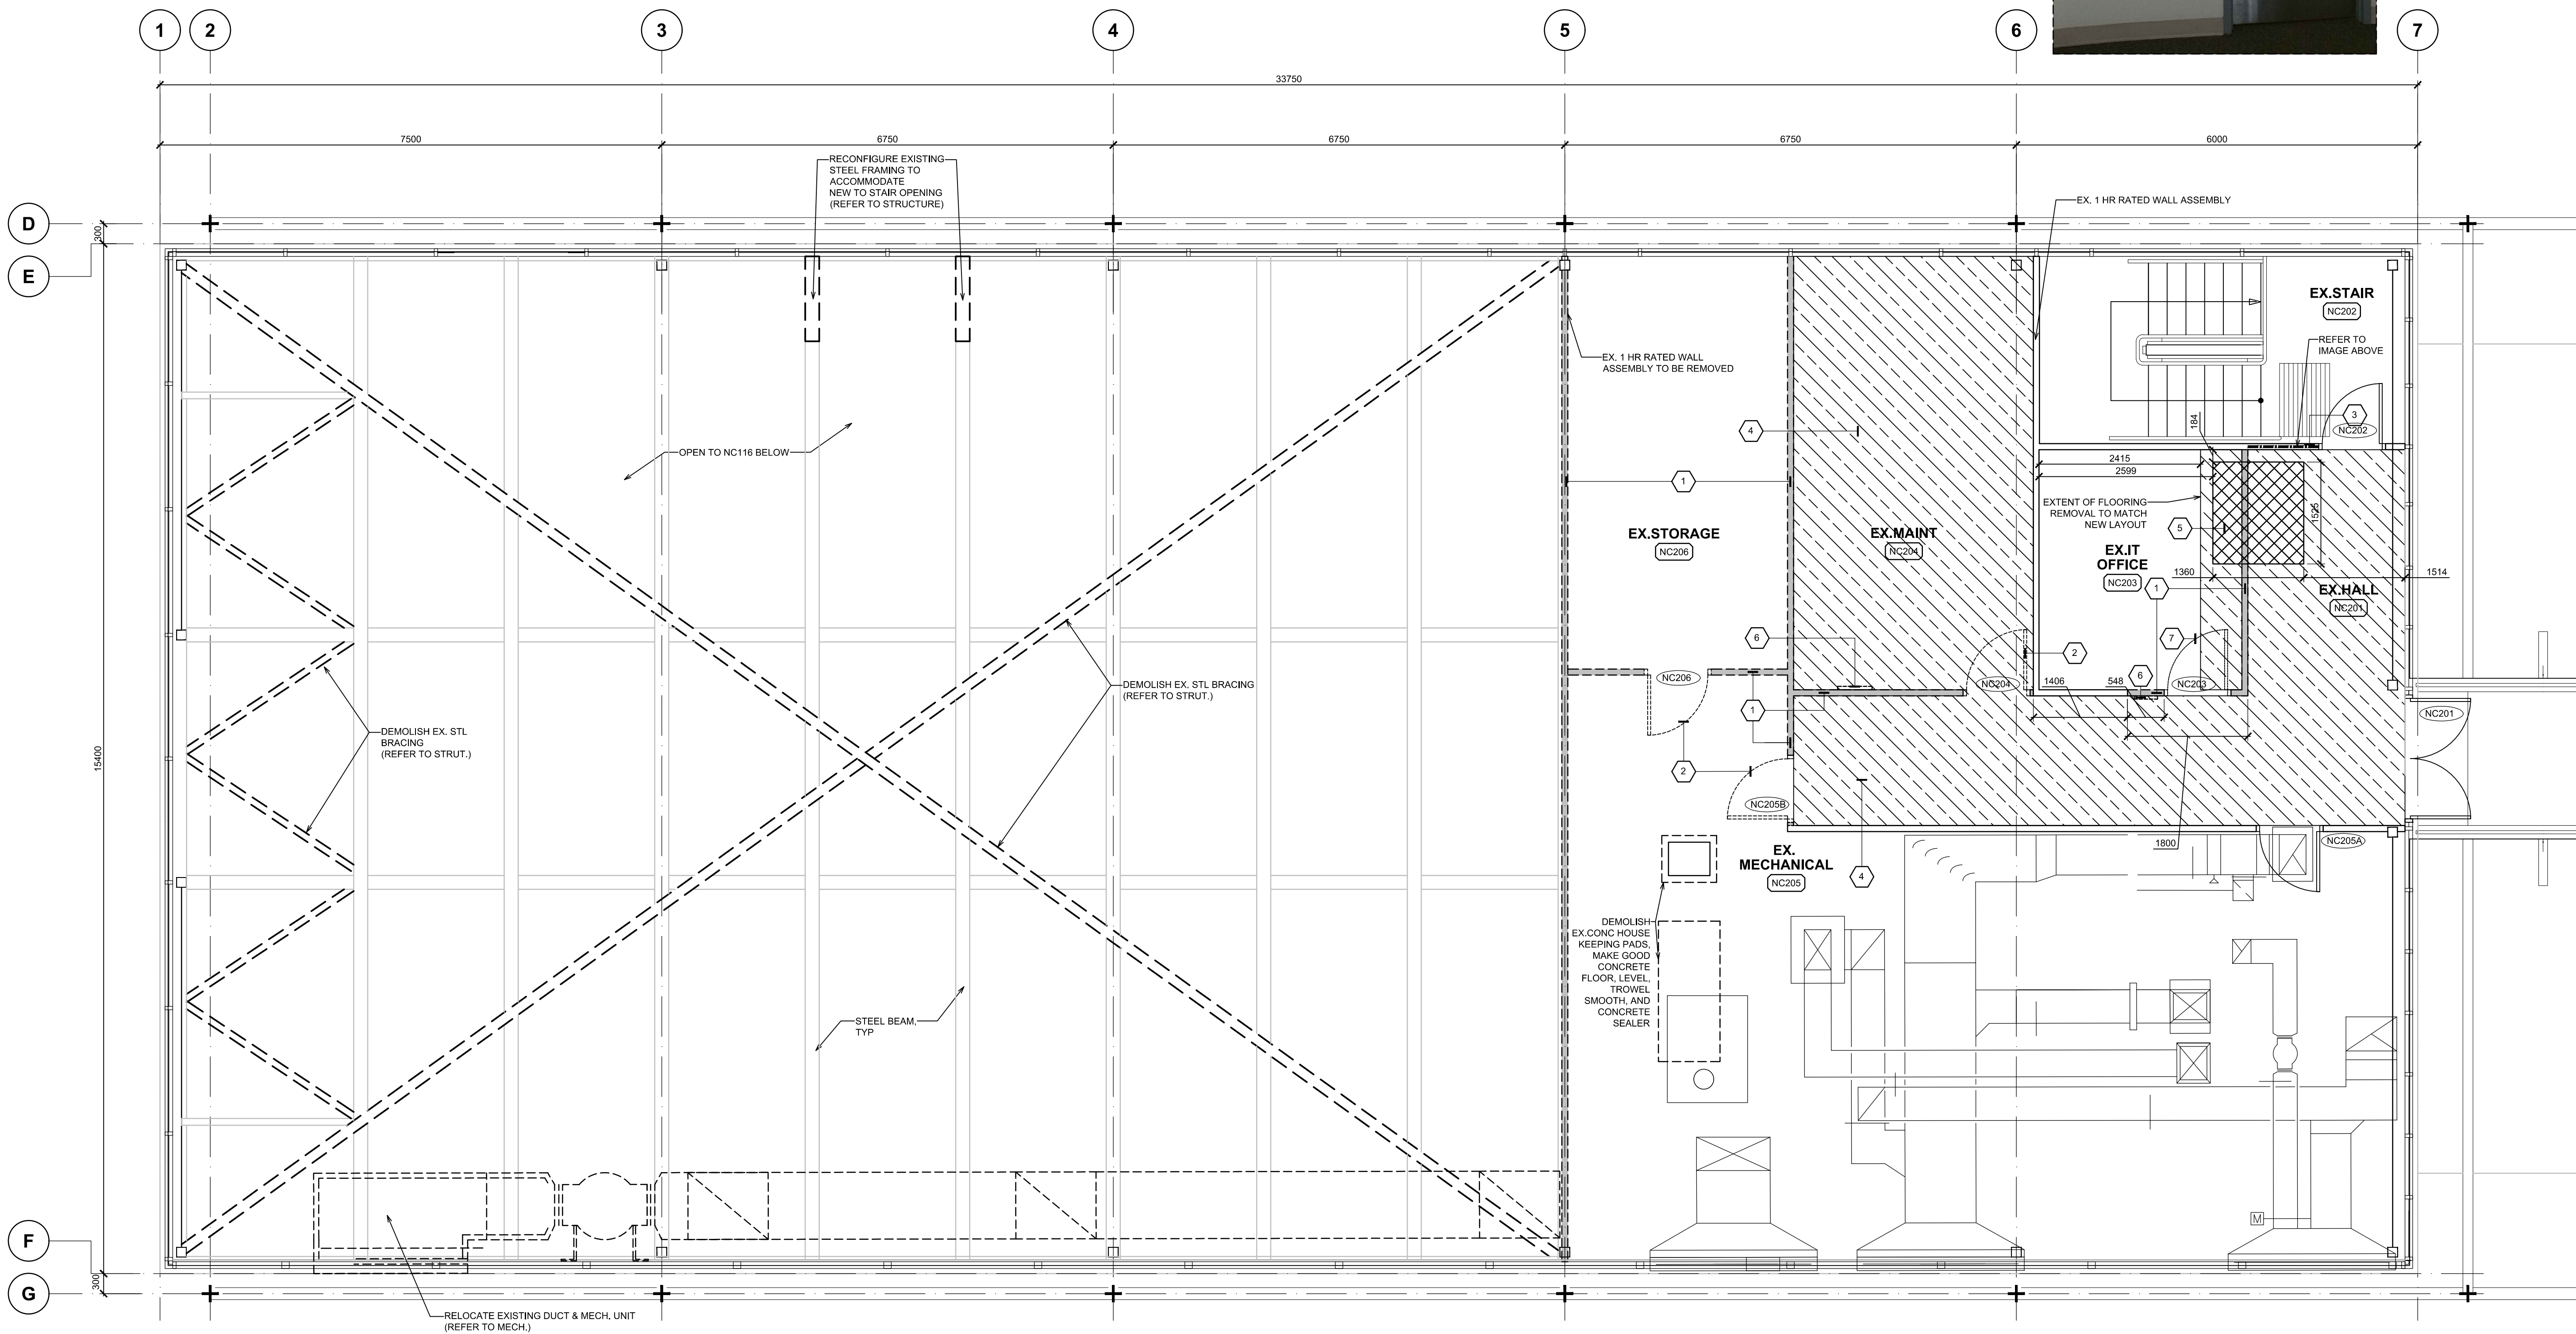 1
2
3
4
5
6
7
33750
7500
6750
6750
6750
6000
D
300
E
15400
F
300
G
RECONFIGURE EXISTING
STEEL FRAMING TO
ACCOMMODATE
NEW TO STAIR OPENING
(REFER TO STRUCTURE)
OPEN TO NC116 BELOW
DEMOLISH EX. STL
BRACING
(REFER TO STRUT.)
DEMOLISH EX. STL BRACING
(REFER TO STRUT.)
STEEL BEAM,
TYP
RELOCATE EXISTING DUCT & MECH. UNIT
(REFER TO MECH.)
EX. 1 HR RATED WALL ASSEMBLY
EX. 1 HR RATED WALL
ASSEMBLY TO BE REMOVED
EX.STAIR
NC202
REFER TO
IMAGE ABOVE
3
NC202
184
4
1
2415
2599
EXTENT OF FLOORING
REMOVAL TO MATCH
NEW LAYOUT
5
1525
EX.STORAGE
NC206
EX.MAINT
NC204
EX.IT
OFFICE
NC203
1360
1514
1
EX.HALL
NC201
6
2
7
6
NC206
NC204
1406
548
NC203
1
NC201
2
NC205B
1800
NC205A
EX.
MECHANICAL
NC205
4
DEMOLISH
EX.CONC HOUSE
KEEPING PADS,
MAKE GOOD
CONCRETE
FLOOR, LEVEL,
TROWEL
SMOOTH, AND
CONCRETE
SEALER
M